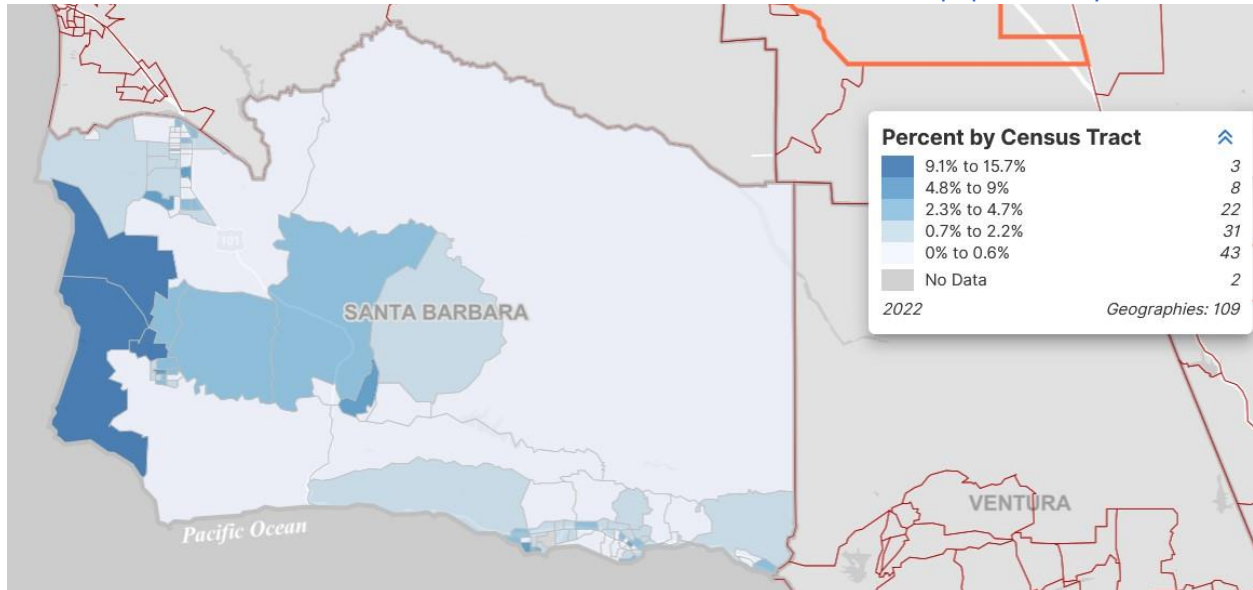 Percent by Census Tract
9.1% to 15.7% 3
4.8% to 9% 8
2.3% to 4.7% 22
0.7% to 2.2% 31
0% to 0.6% 43
No Data 2
2022 Geographies: 109
101
SANTA BARBARA
VENTURA
Pacific Ocean